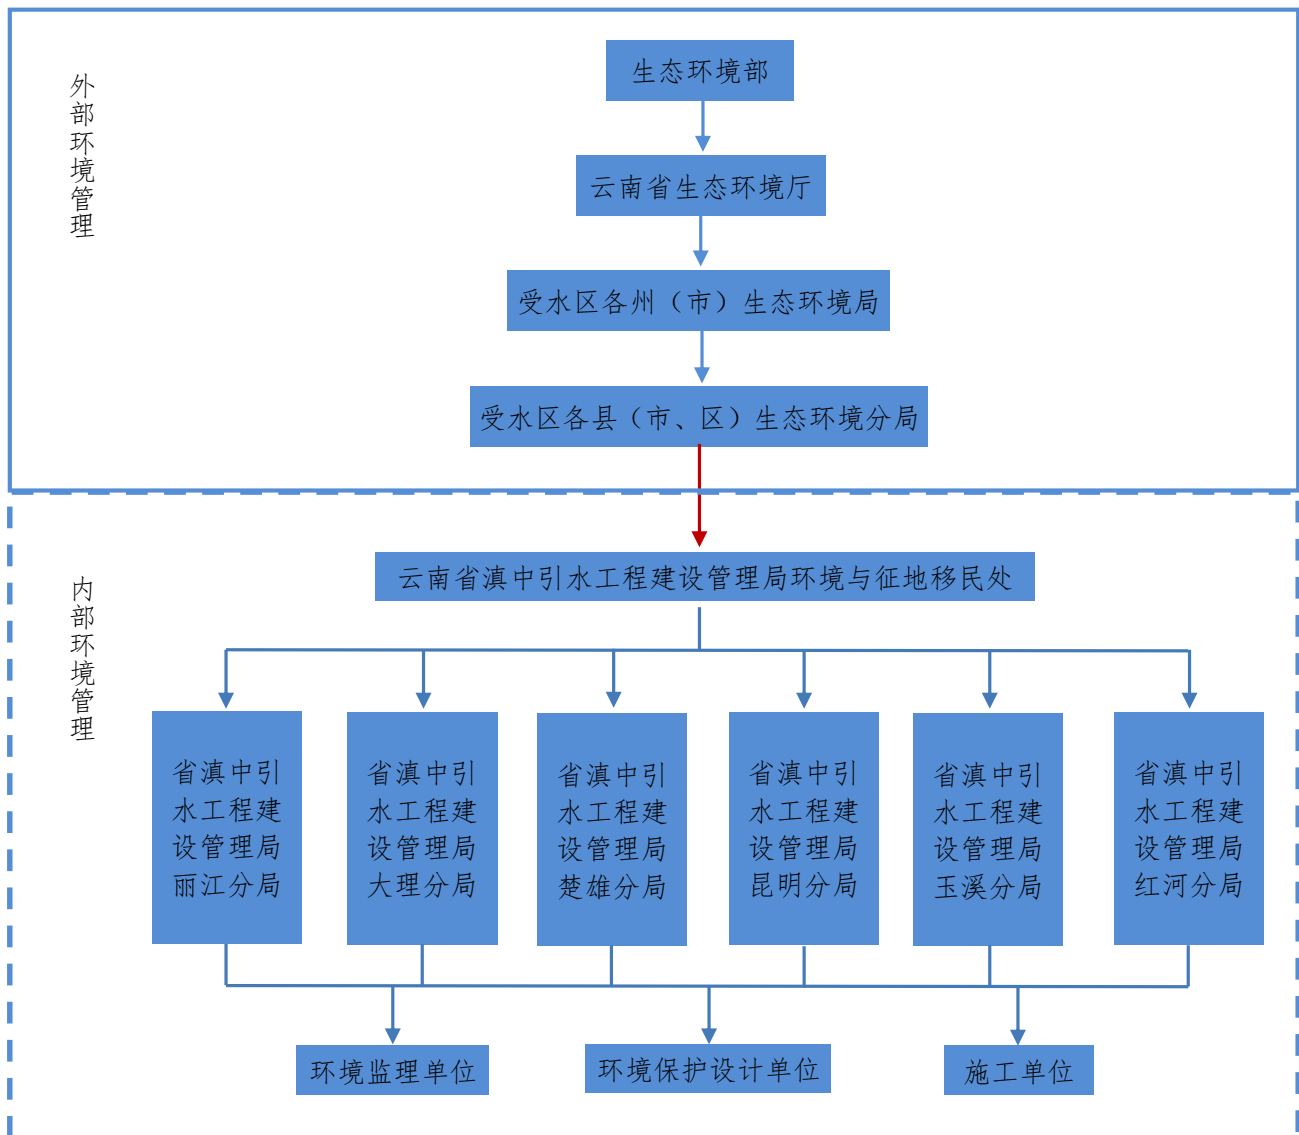 外部环境管理
生态环境部
云南省生态环境厅
受水区各州（市）生态环境局
受水区各县（市、区）生态环境分局
内部环境管理
云南省滇中引水工程建设管理局环境与征地移民处
省滇中引
水工程建
设管理局
丽江分局
省滇中引
水工程建
设管理局
大理分局
省滇中引
水工程建
设管理局
楚雄分局
省滇中引
水工程建
设管理局
昆明分局
省滇中引
水工程建
设管理局
玉溪分局
省滇中引
水工程建
设管理局
红河分局
环境监理单位
环境保护设计单位
施工单位